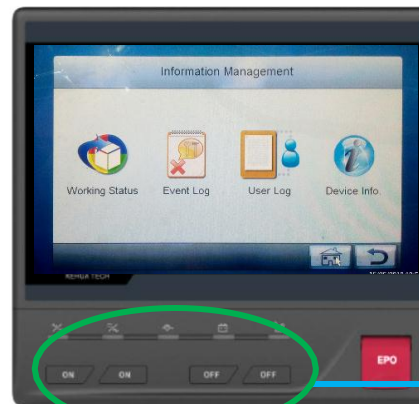 Information Management
Working Status Event Log User Log Device Info.
KEHUA TECH
ON ON OFF OFF
EPO